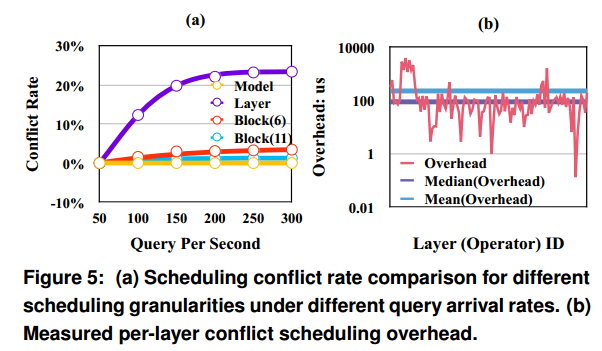 (a)
30%
20%
10%
0%
-10%
Conflict Rate
Model
Layer
Block(6)
Block(11)
50 100 150 200 250 300
Query Per Second
(b)
10000
100
1
0.01
Overhead: us
Overhead
Median(Overhead)
Mean(Overhead)
Layer (Operator) ID
Figure 5: (a) Scheduling conflict rate comparison for different
scheduling granularities under different query arrival rates. (b)
Measured per-layer conflict scheduling overhead.